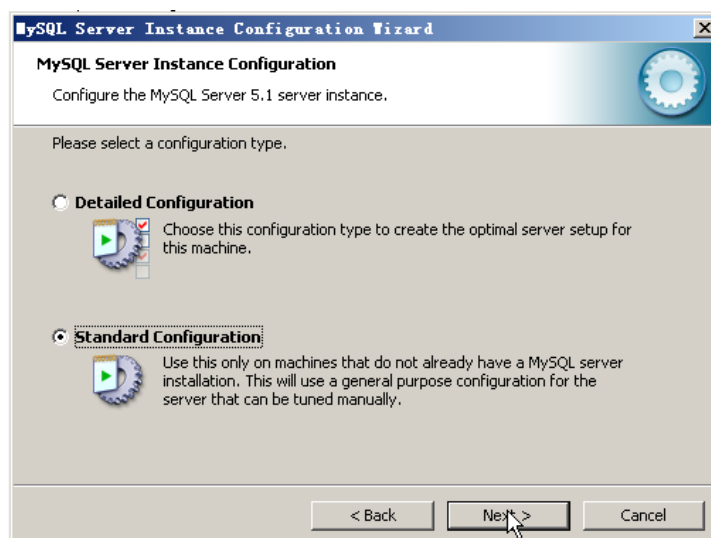 MySQL Server Instance Configuration Wizard
MySQL Server Instance Configuration
Configure the MySQL Server 5.1 server instance.
Please select a configuration type.
Detailed Configuration
Choose this configuration type to create the optimal server setup for
this machine.
Standard Configuration
Use this only on machines that do not already have a MySQL server
installation. This will use a general purpose configuration for the
server that can be tuned manually.
< Back
Next >
Cancel